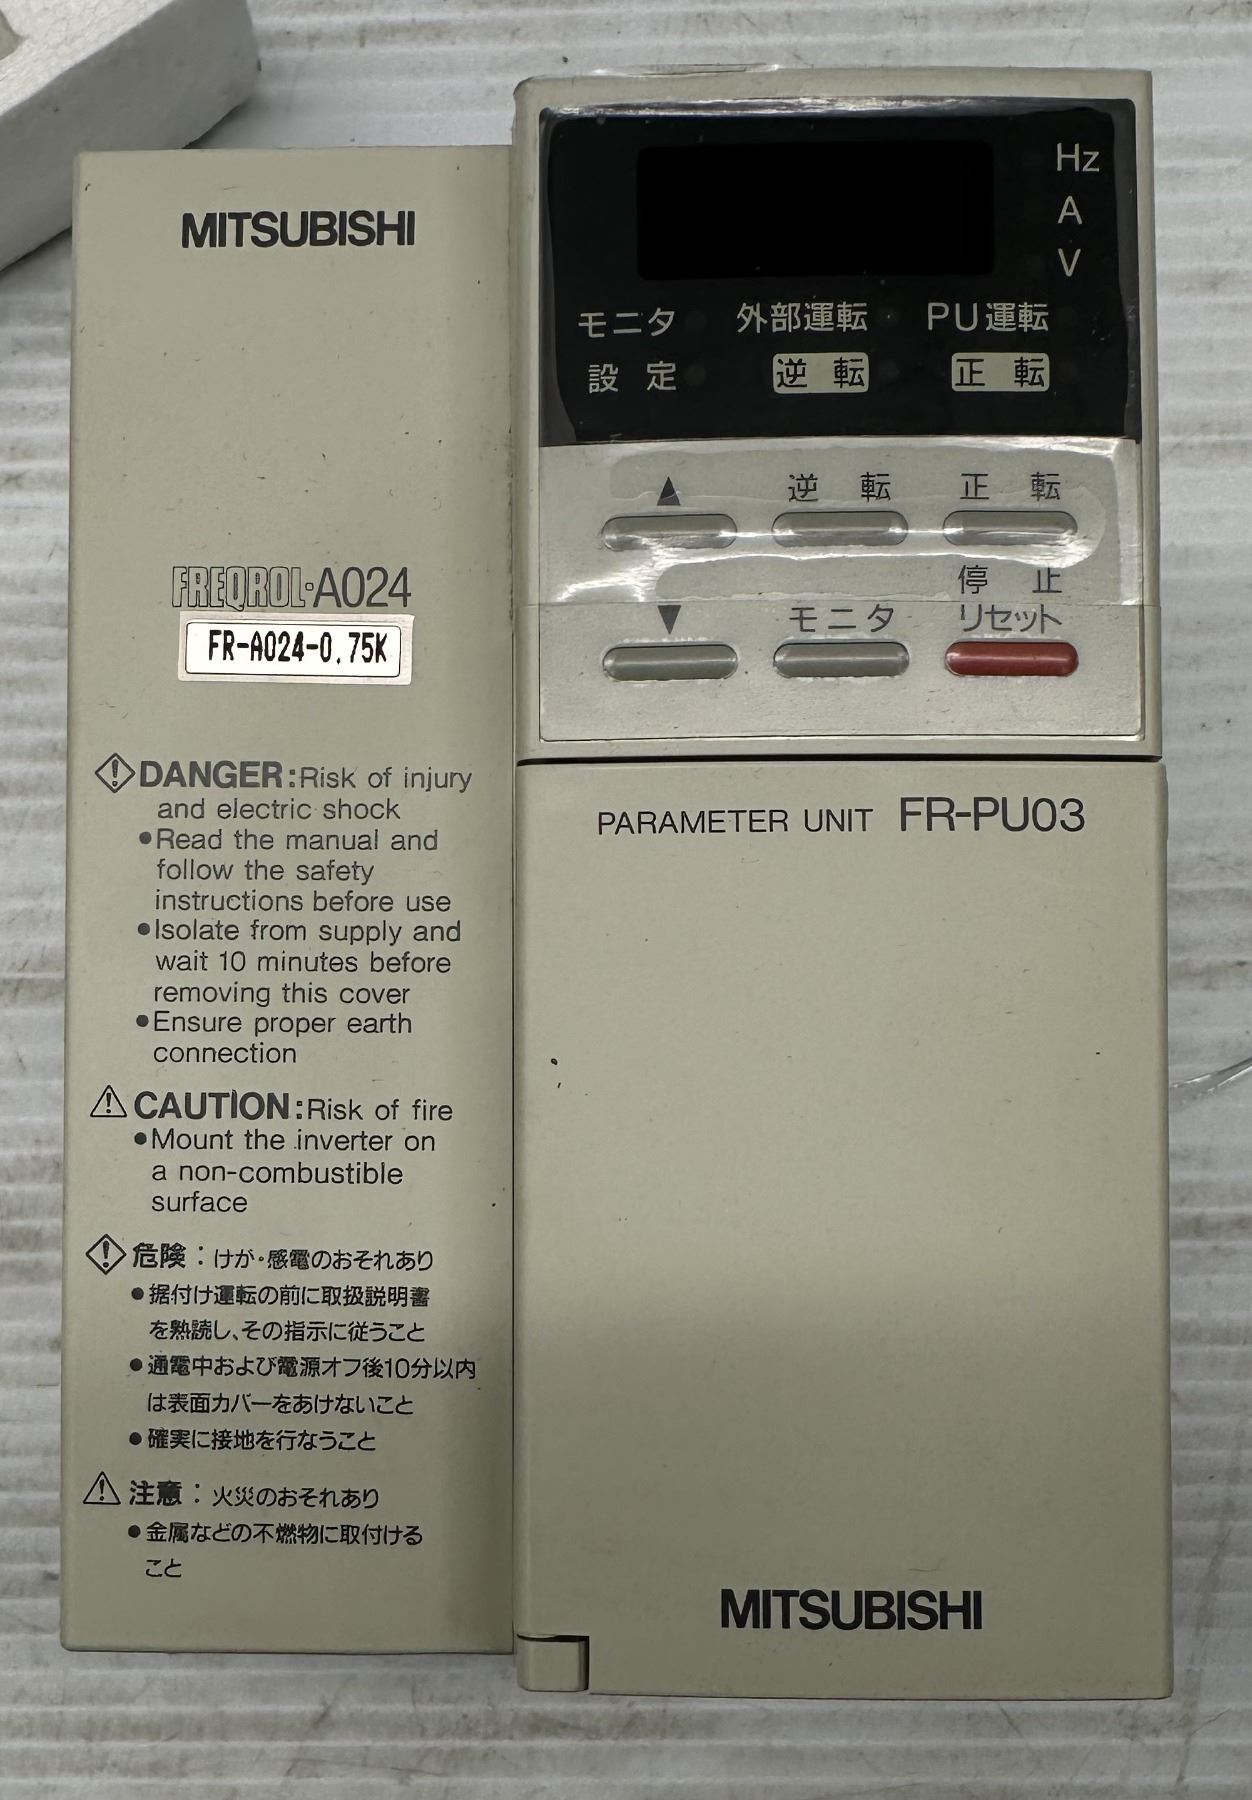 MITSUBISHI
FREQROL-A024
FR-A024-0.75K
DANGER:Risk of injury
and electric shock
●Read the manual and
follow the safety
instructions before use
●Isolate from supply and
wait 10 minutes before
removing this cover
●Ensure proper earth
connection
CAUTION:Risk of fire
●Mount the inverter on
a non-combustible
surface
危険：けが・感電のおそれあり
●据付け運転の前に取扱説明書
を熟読し、その指示に従うこと
●通電中および電源オフ後10分以内
は表面カバーをあけないこと
●確実に接地を行なうこと
注意：火災のおそれあり
●金属などの不燃物に取付ける
こと
Hz
A
V
モニタ 外部運転 PU運転
設定 逆転 正転
▲ 逆転 正転
停止
▼ モニタ リセット
PARAMETER UNIT FR-PU03
MITSUBISHI